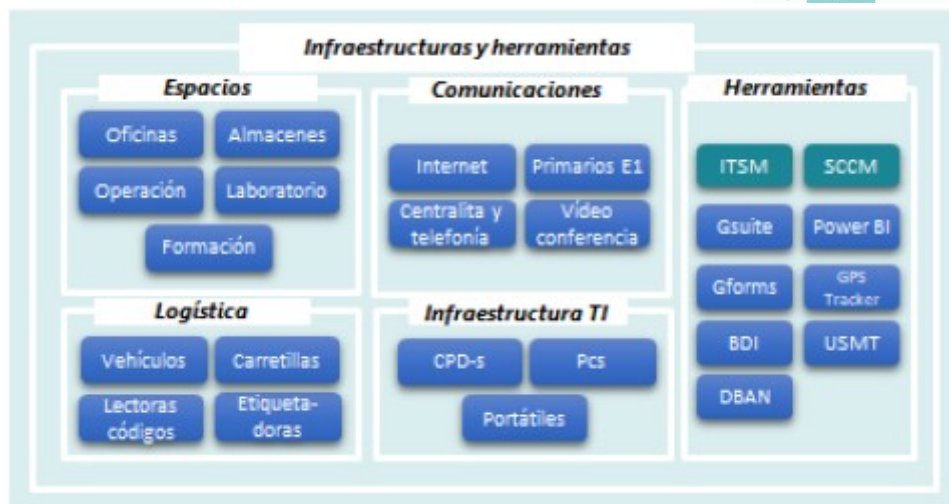 Infraestructuras y herramientas
Espacios
Oficinas
Almacenes
Operación
Laboratorio
Formación
Comunicaciones
Internet
Primarios E1
Centralita y
telefonía
Vídeo
conferencia
Herramientas
ITSM
SCCM
Gsuite
Power BI
Gforms
GPS
Tracker
BDI
USMT
DBAN
Logística
Vehículos
Carretillas
Lectoras
códigos
Etiqueta-
doras
Infraestructura TI
CPD-s
Pcs
Portátiles